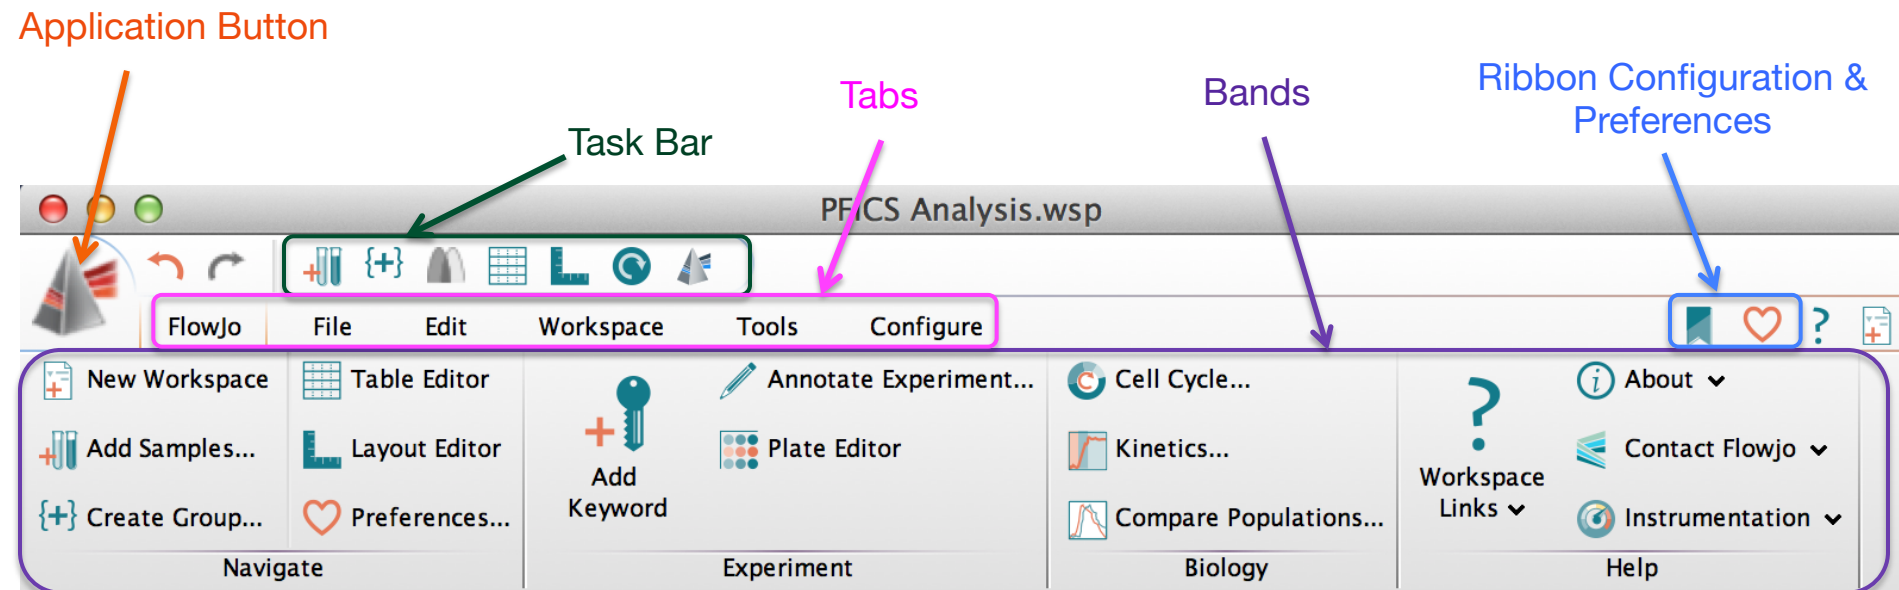 Application Button
Ribbon Configuration &
Preferences
Tabs
Bands
Task Bar
PFICS Analysis.wsp
{+}
FlowJo File Edit Workspace Tools Configure ?
New Workspace Table Editor Annotate Experiment... Cell Cycle... About
Add Samples... Layout Editor Plate Editor Kinetics... Contact FlowJo
Add Keyword
Workspace Links
{+} Create Group... Preferences... Compare Populations... Instrumentation
Navigate Experiment Biology Help